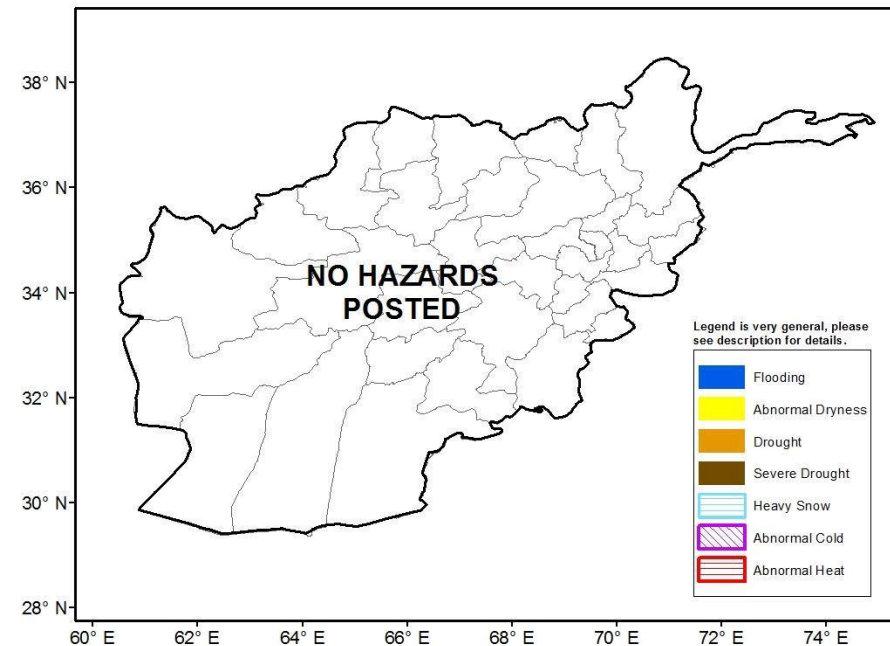 38° N
36° N
34° N
32° N
30° N
28° N
NO HAZARDS
POSTED
Legend is very general, please
see description for details.
Flooding
Abnormal Dryness
Drought
Severe Drought
Heavy Snow
Abnormal Cold
Abnormal Heat
60° E 62° E 64° E 66° E 68° E 70° E 72° E 74° E